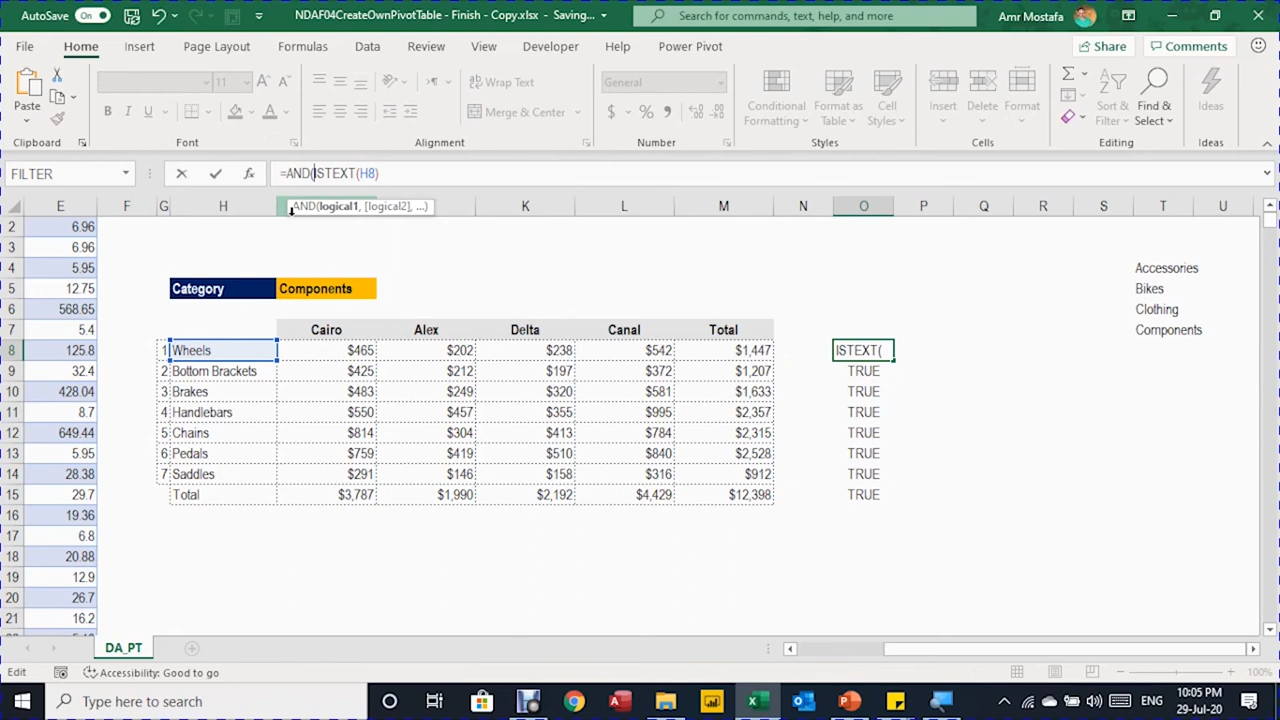 AutoSave On NDAF04CreateOwnPivotTable - Finish - Copy.xlsx - Saving... Search for commands, text, help, and more Amr Mostafa
File Home Insert Page Layout Formulas Data Review View Developer Help Power Pivot Share Comments
11 Wrap Text General
Paste Merge & Center Conditional Formatting Format as Table Cell Styles Insert Delete Format Sort & Filter Find & Select Ideas
Clipboard Font Alignment Number Styles Cells Editing Ideas
FILTER fx =AND(ISTEXT(H8)
AND(logical1, [logical2], ...)
E F G H K L M N O P Q R S T U
2 6.96
3 6.96
4 5.95 Accessories
5 12.75 Category Components Bikes
6 568.65 Clothing
7 5.4 Cairo Alex Delta Canal Total Components
8 125.8 1 Wheels $465 $202 $238 $542 $1,447 ISTEXT(
9 32.4 2 Bottom Brackets $425 $212 $197 $372 $1,207 TRUE
10 428.04 3 Brakes $483 $249 $320 $581 $1,633 TRUE
11 8.7 4 Handlebars $550 $457 $355 $995 $2,357 TRUE
12 649.44 5 Chains $814 $304 $413 $784 $2,315 TRUE
13 5.95 6 Pedals $759 $419 $510 $840 $2,528 TRUE
14 28.38 7 Saddles $291 $146 $158 $316 $912 TRUE
15 29.7 Total $3,787 $1,990 $2,192 $4,429 $12,398 TRUE
16 19.36
17 6.8
18 20.88
19 12.9
20 26.7
21 16.2
DA_PT
Edit Accessibility: Good to go 100%
Type here to search ENG 10:05 PM
29-Jul-20